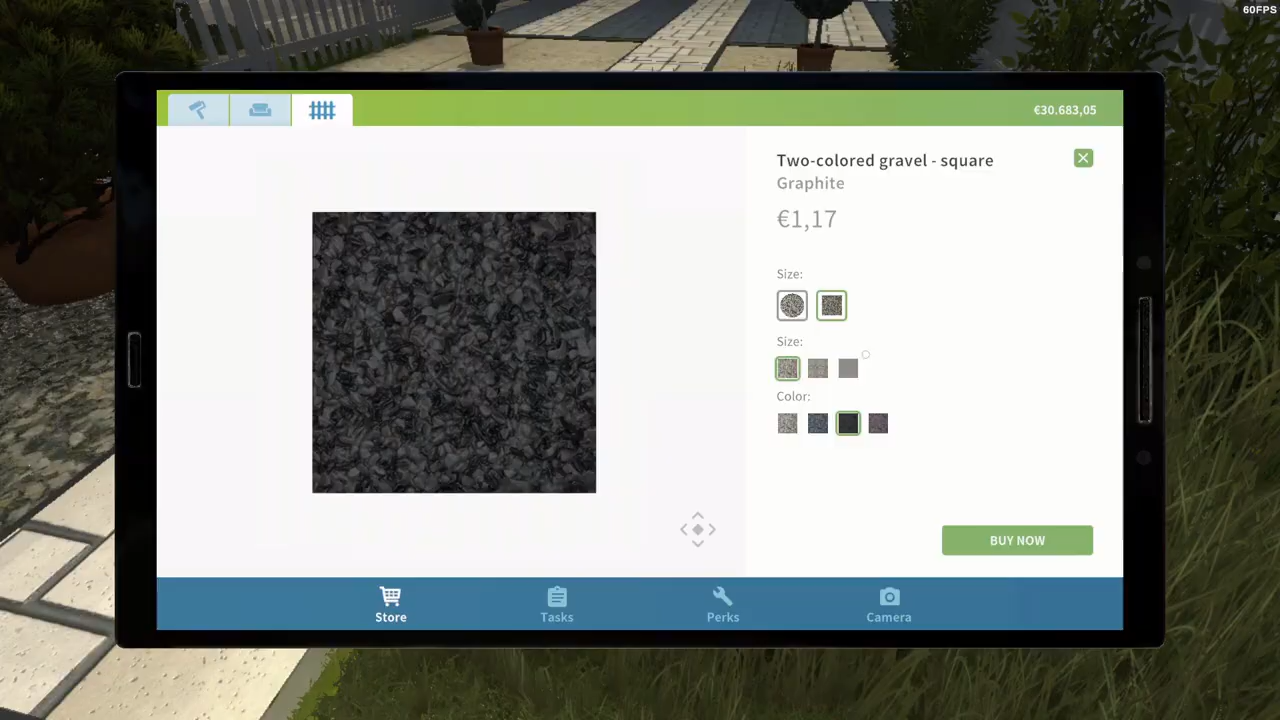 60FPS
€30.683,05
Two-colored gravel - square
Graphite
€1,17
Size:
Size:
Color:
BUY NOW
Store
Tasks
Perks
Camera